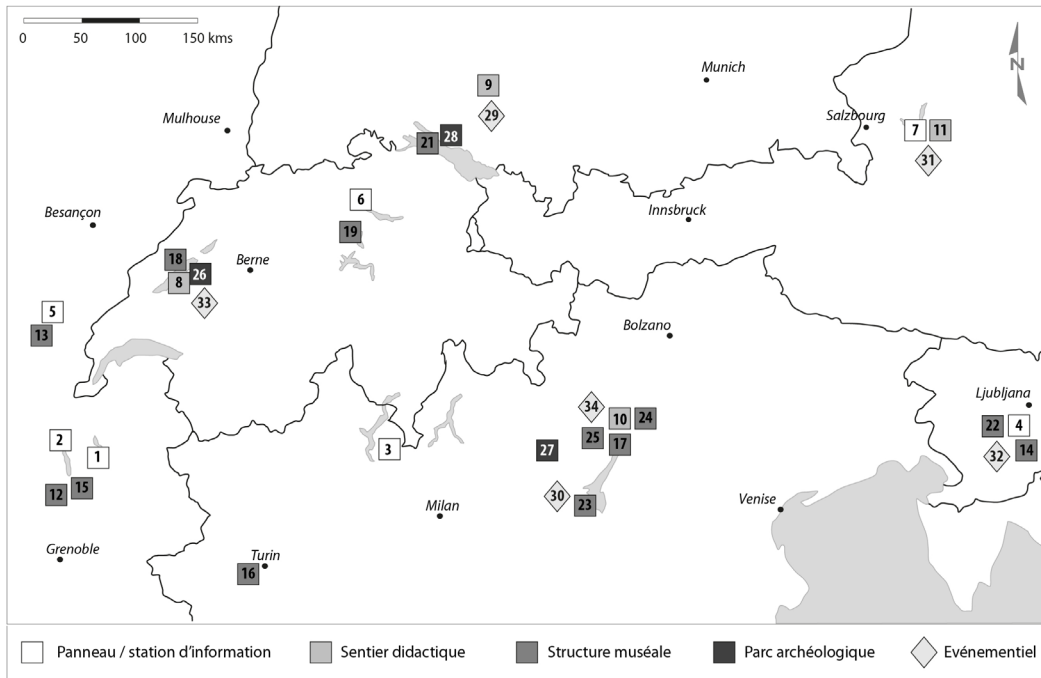 0 50 100 150 kms
N
Munich
9
29
Mulhouse
Salzbourg
7 11
28
21
31
6
Besançon
Innsbruck
19
18
Berne
26
8
33
5
13
Bolzano
34
10 24
Ljubljana
22 4
2
25 17
1
3
27
32 14
12 15
30
23
Milan
Venise
Grenoble
Turin
16
Panneau / station d'information
Sentier didactique
Structure muséale
Parc archéologique
Evénementiel